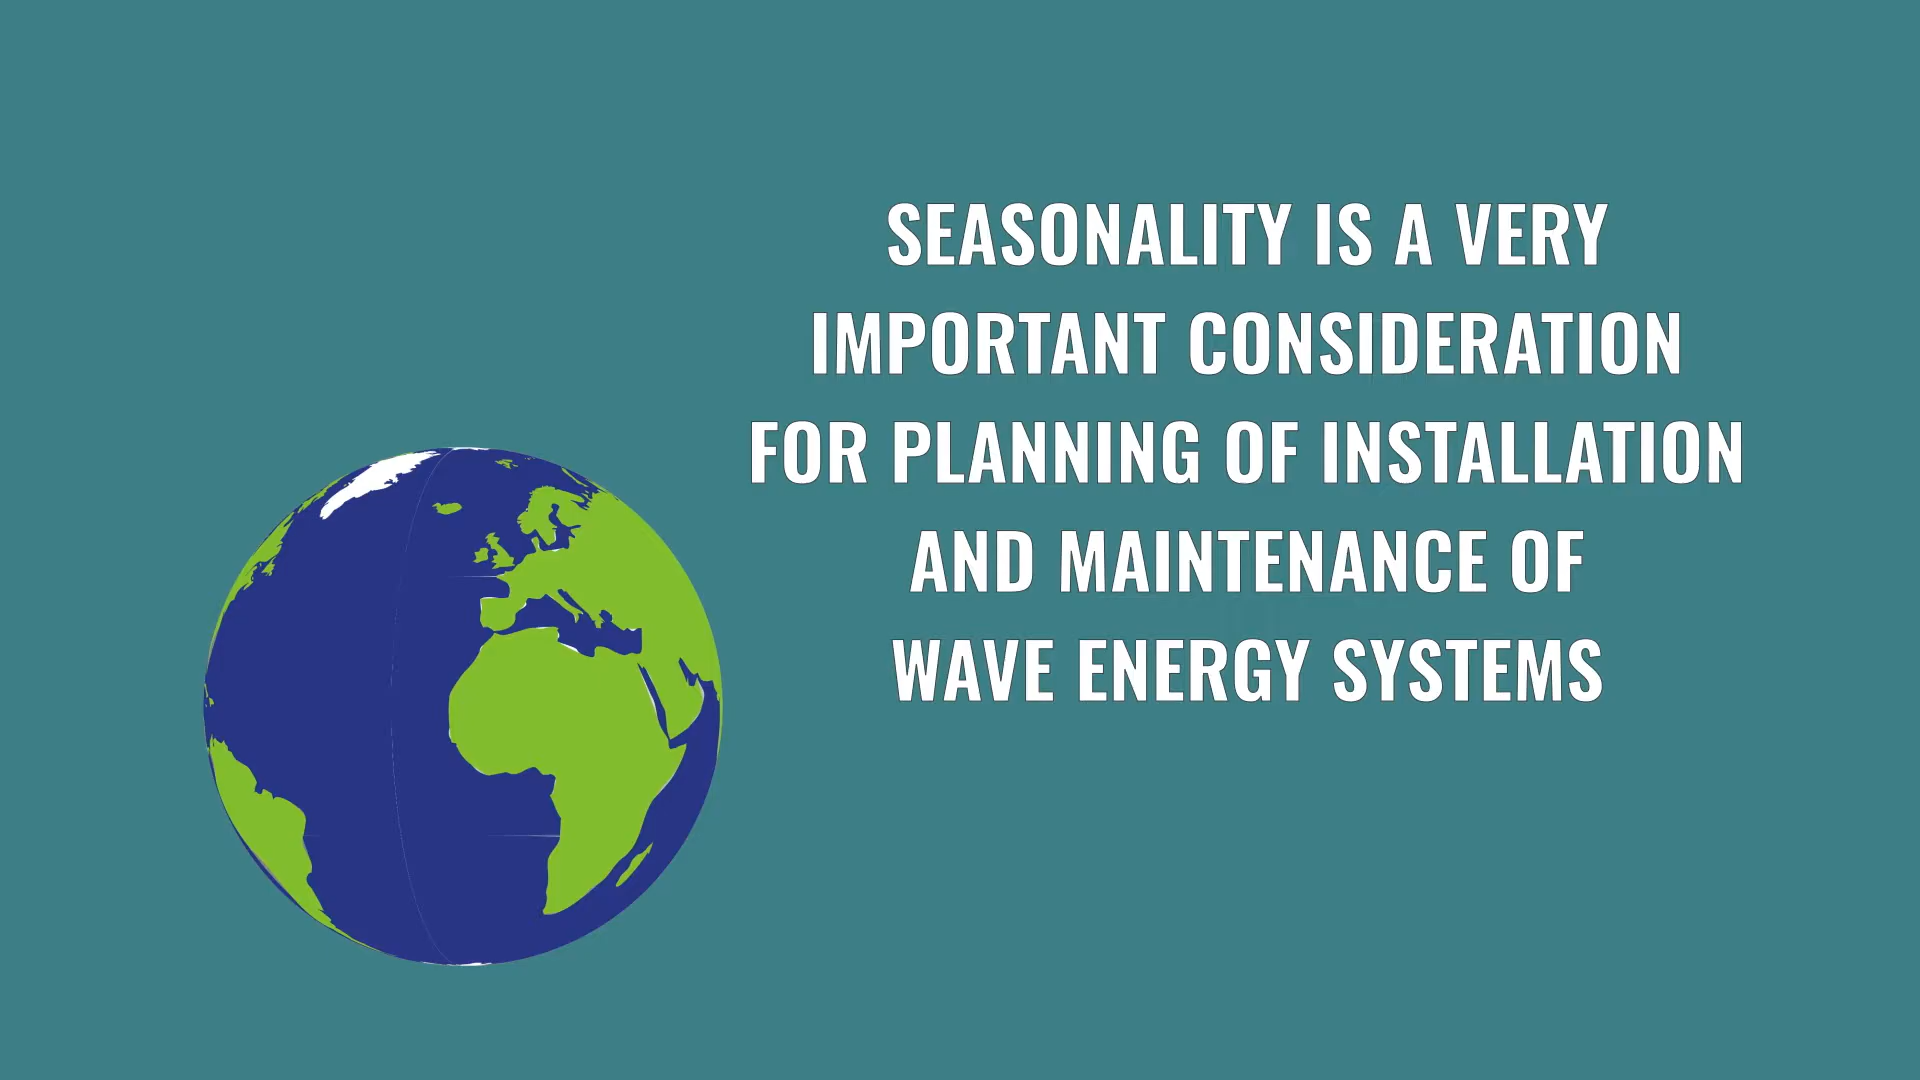 SEASONALITY IS A VERY
IMPORTANT CONSIDERATION
FOR PLANNING OF INSTALLATION
AND MAINTENANCE OF
WAVE ENERGY SYSTEMS